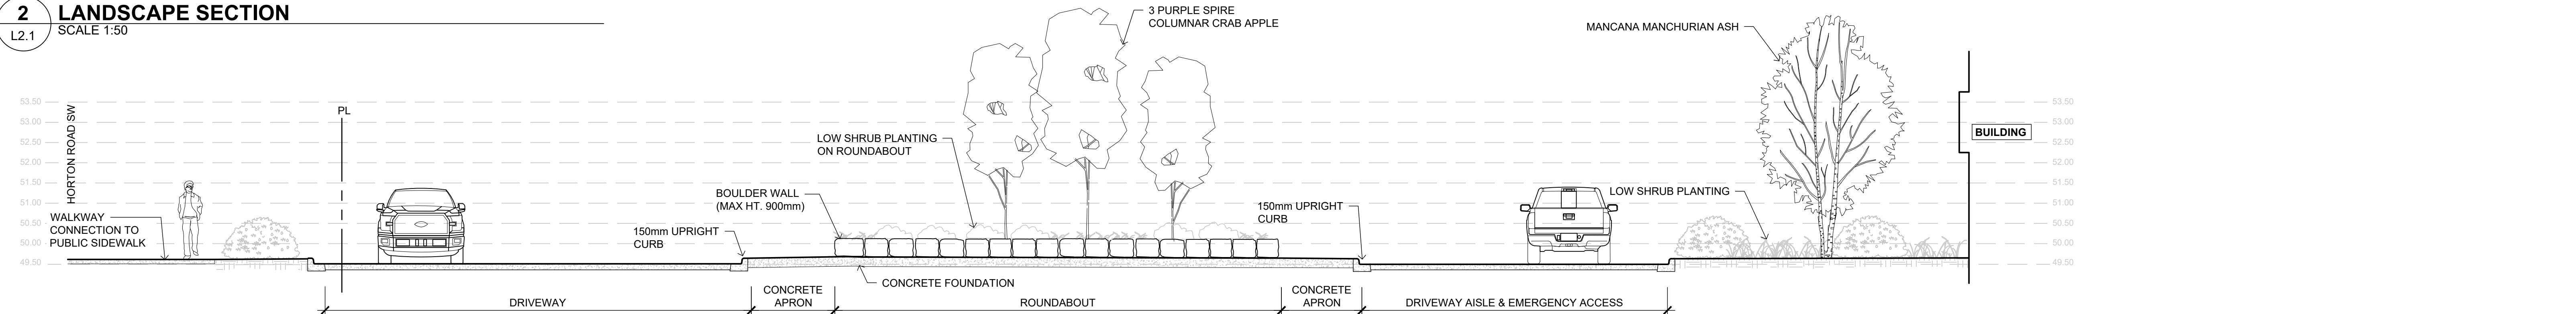 2
L2.1
LANDSCAPE SECTION
SCALE 1:50
3 PURPLE SPIRE
COLUMNAR CRAB APPLE
MANCANA MANCHURIAN ASH
53.50
53.00
52.50
52.00
51.50
51.00
50.50
50.00
49.50
HORTON ROAD SW
PL
WALKWAY
CONNECTION TO
PUBLIC SIDEWALK
LOW SHRUB PLANTING
ON ROUNDABOUT
BOULDER WALL
(MAX HT. 900mm)
150mm UPRIGHT
CURB
CONCRETE FOUNDATION
150mm UPRIGHT
CURB
LOW SHRUB PLANTING
BUILDING
53.50
53.00
52.50
52.00
51.50
51.00
50.50
50.00
49.50
DRIVEWAY
CONCRETE
APRON
ROUNDABOUT
CONCRETE
APRON
DRIVEWAY AISLE & EMERGENCY ACCESS